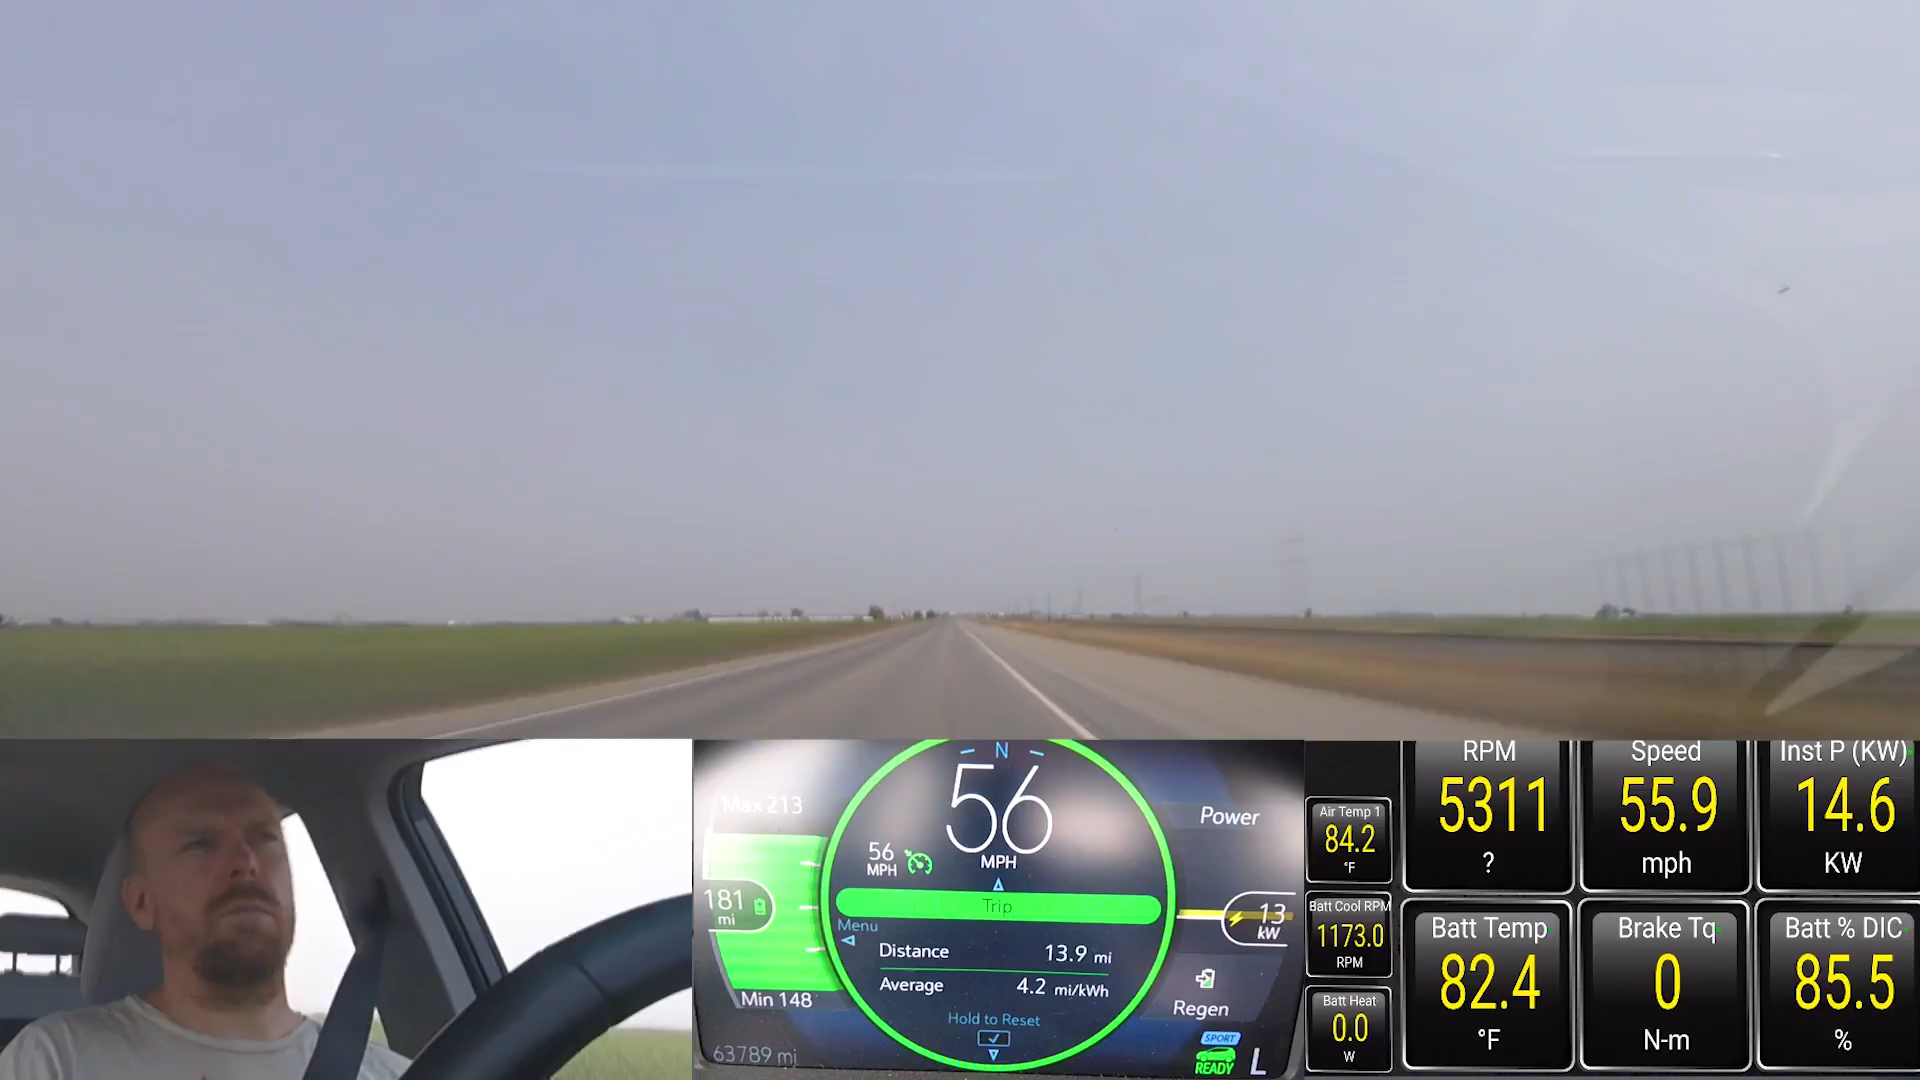 N
Max 213
56
MPH
56
MPH
Power
181
mi
Trip
13
kW
Menu
Distance 13.9 mi
Average 4.2 mi/kWh
Min 148
Regen
Hold to Reset
63789 mi
SPORT
READY
L
Air Temp 1
84.2
°F
Batt Cool RPM
1173.0
RPM
Batt Heat
0.0
W
RPM
5311
?
Speed
55.9
mph
Inst P (KW)
14.6
KW
Batt Temp
82.4
°F
Brake Tq
0
N-m
Batt % DIC
85.5
%